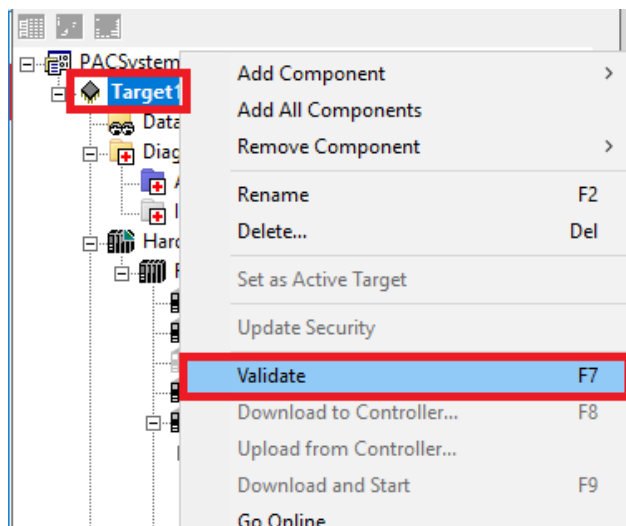 PACSystem
Target1
Data
Diag
A
I
Hard
Add Component
Add All Components
Remove Component
Rename F2
Delete... Del
Set as Active Target
Update Security
Validate F7
Download to Controller... F8
Upload from Controller...
Download and Start F9
Go Online